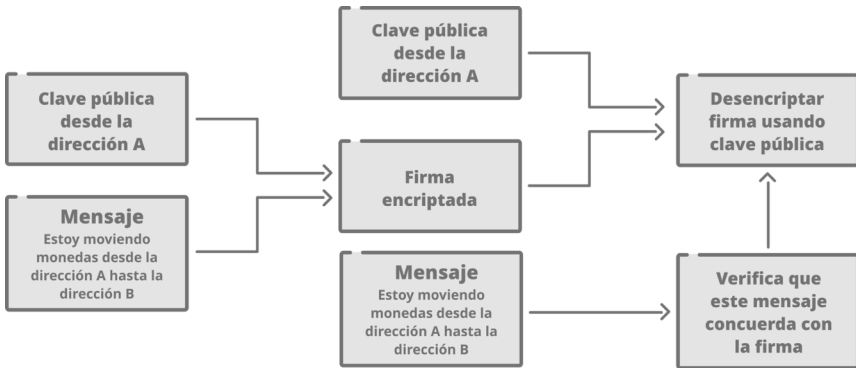 Clave pública
desde la
dirección A
Mensaje
Estoy moviendo
monedas desde la
dirección A hasta la
dirección B
Clave pública
desde la
dirección A
Firma
encriptada
Mensaje
Estoy moviendo
monedas desde la
dirección A hasta la
dirección B
Desencriptar
firma usando
clave pública
Verifica que
este mensaje
concuerda con
la firma